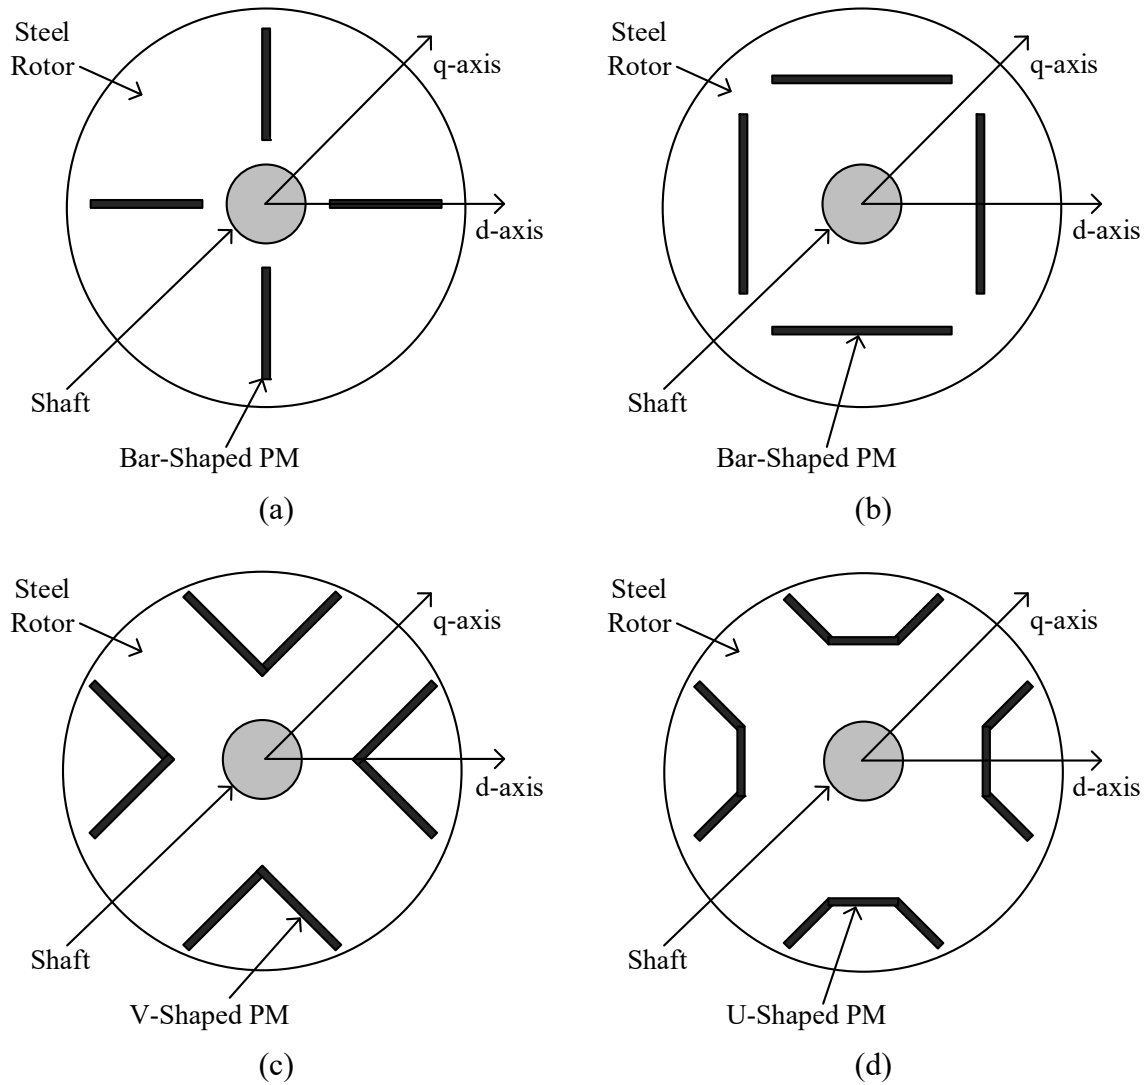 Steel
Rotor
q-axis
d-axis
Shaft
Bar-Shaped PM
(a)
Steel
Rotor
q-axis
d-axis
Shaft
Bar-Shaped PM
(b)
Steel
Rotor
q-axis
d-axis
Shaft
V-Shaped PM
(c)
Steel
Rotor
q-axis
d-axis
Shaft
U-Shaped PM
(d)